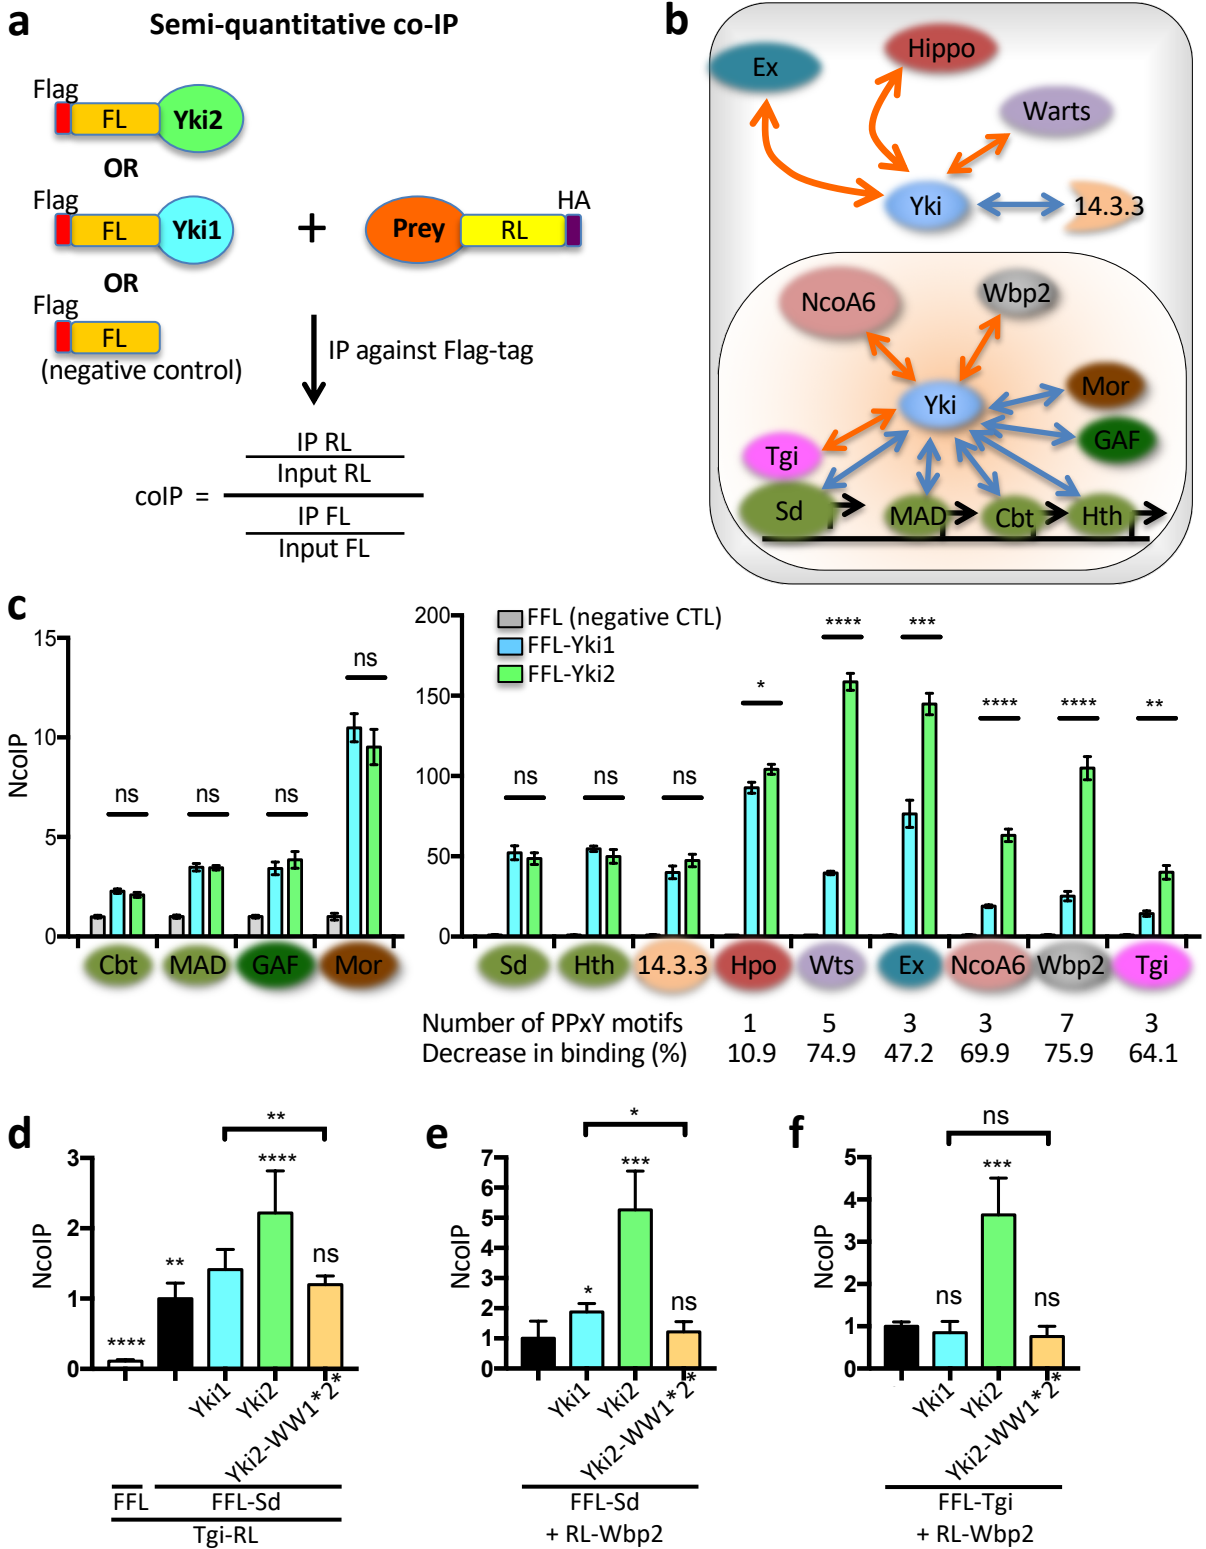 a
Semi-quantitative co-IP
Flag
FL
Yki2
OR
Flag
FL
Yki1
+
Prey
RL
HA
OR
Flag
FL
(negative control)
IP against Flag-tag
coIP =
IP RL
Input RL
IP FL
Input FL
b
Ex
Hippo
Warts
Yki
14.3.3
NcoA6
Wbp2
Yki
Mor
GAF
Tgi
Sd
MAD
Cbt
Hth
c
NcoIP
15
10
5
0
ns
ns
ns
ns
Cbt
MAD
GAF
Mor
200
150
100
50
0
FFL (negative CTL)
FFL-Yki1
FFL-Yki2
ns
ns
ns
*
****
***
****
****
**
Sd
Hth
14.3.3
Hpo
Wts
Ex
NcoA6
Wbp2
Tgi
Number of PPxY motifs 1 5 3 3 7 3
Decrease in binding (%) 10.9 74.9 47.2 69.9 75.9 64.1
d
NcoIP
3
2
1
0
**
****
**
****
ns
Yki1
Yki2
Yki2-WW1*2*
FFL
FFL-Sd
Tgi-RL
e
NcoIP
7
6
5
4
3
2
1
0
*
*
***
ns
Yki1
Yki2
Yki2-WW1*2*
FFL-Sd
+ RL-Wbp2
f
NcoIP
5
4
3
2
1
0
ns
ns
***
ns
Yki1
Yki2
Yki2-WW1*2*
FFL-Tgi
+ RL-Wbp2